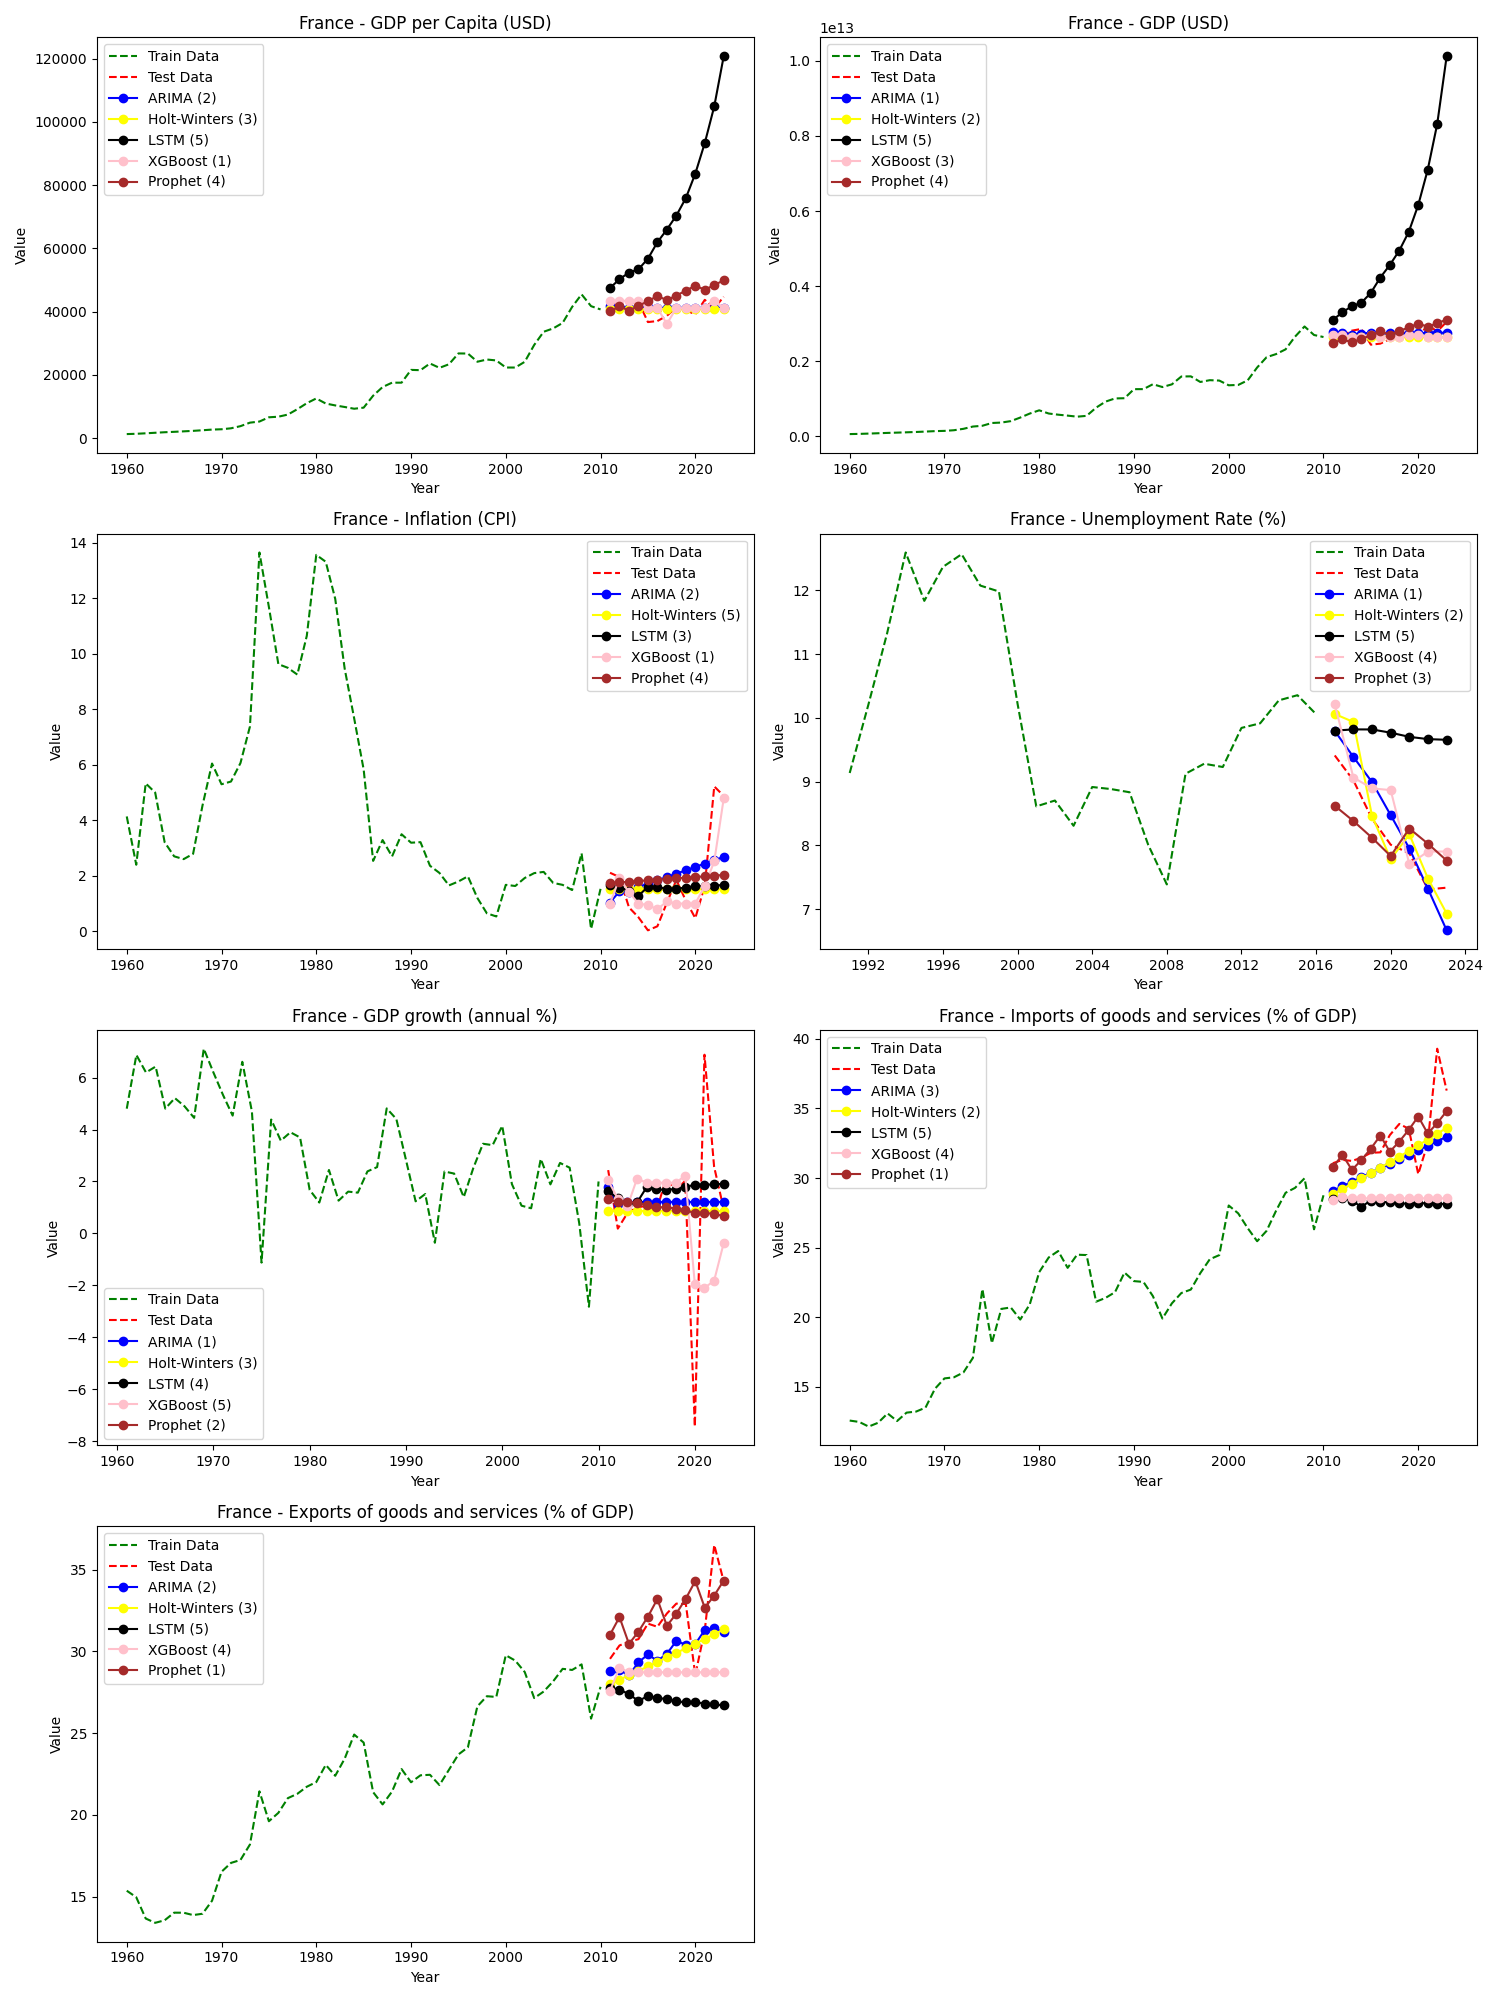 France - GDP per Capita (USD)
Train Data
Test Data
ARIMA (2)
Holt-Winters (3)
LSTM (5)
XGBoost (1)
Prophet (4)
120000
100000
80000
60000
40000
20000
0
Value
1960 1970 1980 1990 2000 2010 2020
Year
France - GDP (USD)
1e13
Train Data
Test Data
ARIMA (1)
Holt-Winters (2)
LSTM (5)
XGBoost (3)
Prophet (4)
1.0
0.8
0.6
0.4
0.2
0.0
Value
1960 1970 1980 1990 2000 2010 2020
Year
France - Inflation (CPI)
Train Data
Test Data
ARIMA (2)
Holt-Winters (5)
LSTM (3)
XGBoost (1)
Prophet (4)
14
12
10
8
6
4
2
0
Value
1960 1970 1980 1990 2000 2010 2020
Year
France - Unemployment Rate (%)
Train Data
Test Data
ARIMA (1)
Holt-Winters (2)
LSTM (5)
XGBoost (4)
Prophet (3)
12
11
10
9
8
7
Value
1992 1996 2000 2004 2008 2012 2016 2020 2024
Year
France - GDP growth (annual %)
6
4
2
0
−2
−4
−6
−8
Value
Train Data
Test Data
ARIMA (1)
Holt-Winters (3)
LSTM (4)
XGBoost (5)
Prophet (2)
1960 1970 1980 1990 2000 2010 2020
Year
France - Imports of goods and services (% of GDP)
Train Data
Test Data
ARIMA (3)
Holt-Winters (2)
LSTM (5)
XGBoost (4)
Prophet (1)
40
35
30
25
20
15
Value
1960 1970 1980 1990 2000 2010 2020
Year
France - Exports of goods and services (% of GDP)
Train Data
Test Data
ARIMA (2)
Holt-Winters (3)
LSTM (5)
XGBoost (4)
Prophet (1)
35
30
25
20
15
Value
1960 1970 1980 1990 2000 2010 2020
Year